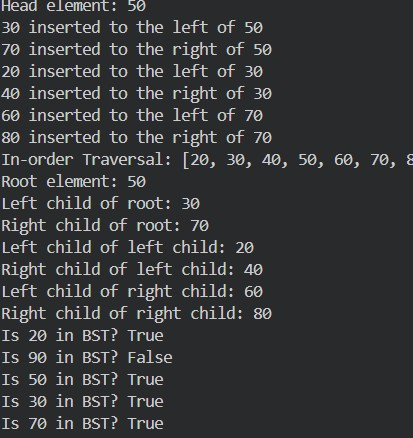 Head element: 50
30 inserted to the left of 50
70 inserted to the right of 50
20 inserted to the left of 30
40 inserted to the right of 30
60 inserted to the left of 70
80 inserted to the right of 70
In-order Traversal: [20, 30, 40, 50, 60, 70, 8
Root element: 50
Left child of root: 30
Right child of root: 70
Left child of left child: 20
Right child of left child: 40
Left child of right child: 60
Right child of right child: 80
Is 20 in BST? True
Is 90 in BST? False
Is 50 in BST? True
Is 30 in BST? True
Is 70 in BST? True